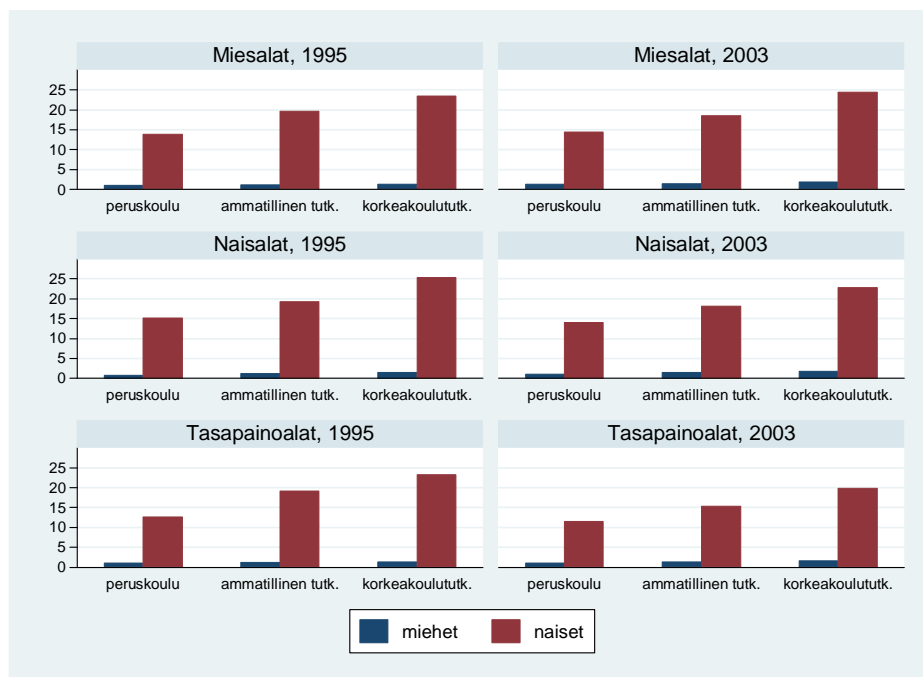 Miesalat, 1995
Miesalat, 2003
25
20
15
10
5
0
peruskoulu ammatillinen tutk. korkeakoulututk.
peruskoulu ammatillinen tutk. korkeakoulututk.
Naisalat, 1995
Naisalat, 2003
25
20
15
10
5
0
peruskoulu ammatillinen tutk. korkeakoulututk.
peruskoulu ammatillinen tutk. korkeakoulututk.
Tasapainoalat, 1995
Tasapainoalat, 2003
25
20
15
10
5
0
peruskoulu ammatillinen tutk. korkeakoulututk.
peruskoulu ammatillinen tutk. korkeakoulututk.
miehet naiset